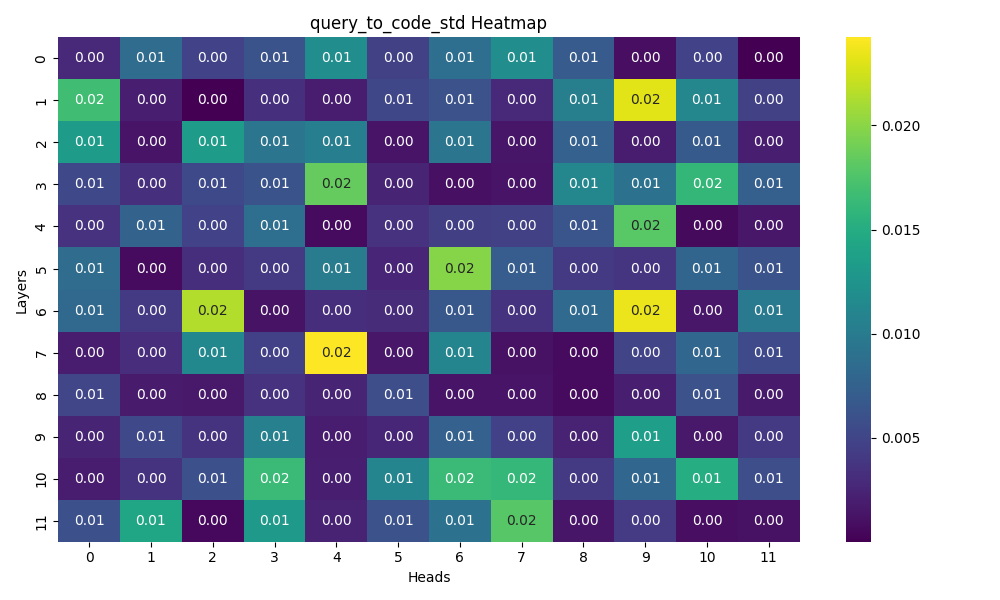 query_to_code_std Heatmap
0 0.00 0.01 0.00 0.01 0.01 0.00 0.01 0.01 0.01 0.00 0.00 0.00
1 0.02 0.00 0.00 0.00 0.00 0.01 0.01 0.00 0.01 0.02 0.01 0.00
2 0.01 0.00 0.01 0.01 0.01 0.00 0.01 0.00 0.01 0.00 0.01 0.00
3 0.01 0.00 0.01 0.01 0.02 0.00 0.00 0.00 0.01 0.01 0.02 0.01
4 0.00 0.01 0.00 0.01 0.00 0.00 0.00 0.00 0.01 0.02 0.00 0.00
5 0.01 0.00 0.00 0.00 0.01 0.00 0.02 0.01 0.00 0.00 0.01 0.01
6 0.01 0.00 0.02 0.00 0.00 0.00 0.01 0.00 0.01 0.02 0.00 0.01
7 0.00 0.00 0.01 0.00 0.02 0.00 0.01 0.00 0.00 0.00 0.01 0.01
8 0.01 0.00 0.00 0.00 0.00 0.01 0.00 0.00 0.00 0.00 0.01 0.00
9 0.00 0.01 0.00 0.01 0.00 0.00 0.01 0.00 0.00 0.01 0.00 0.00
10 0.00 0.00 0.01 0.02 0.00 0.01 0.02 0.02 0.00 0.01 0.01 0.01
11 0.01 0.01 0.00 0.01 0.00 0.01 0.01 0.02 0.00 0.00 0.00 0.00
0 1 2 3 4 5 6 7 8 9 10 11
Heads
Layers
0.020
0.015
0.010
0.005